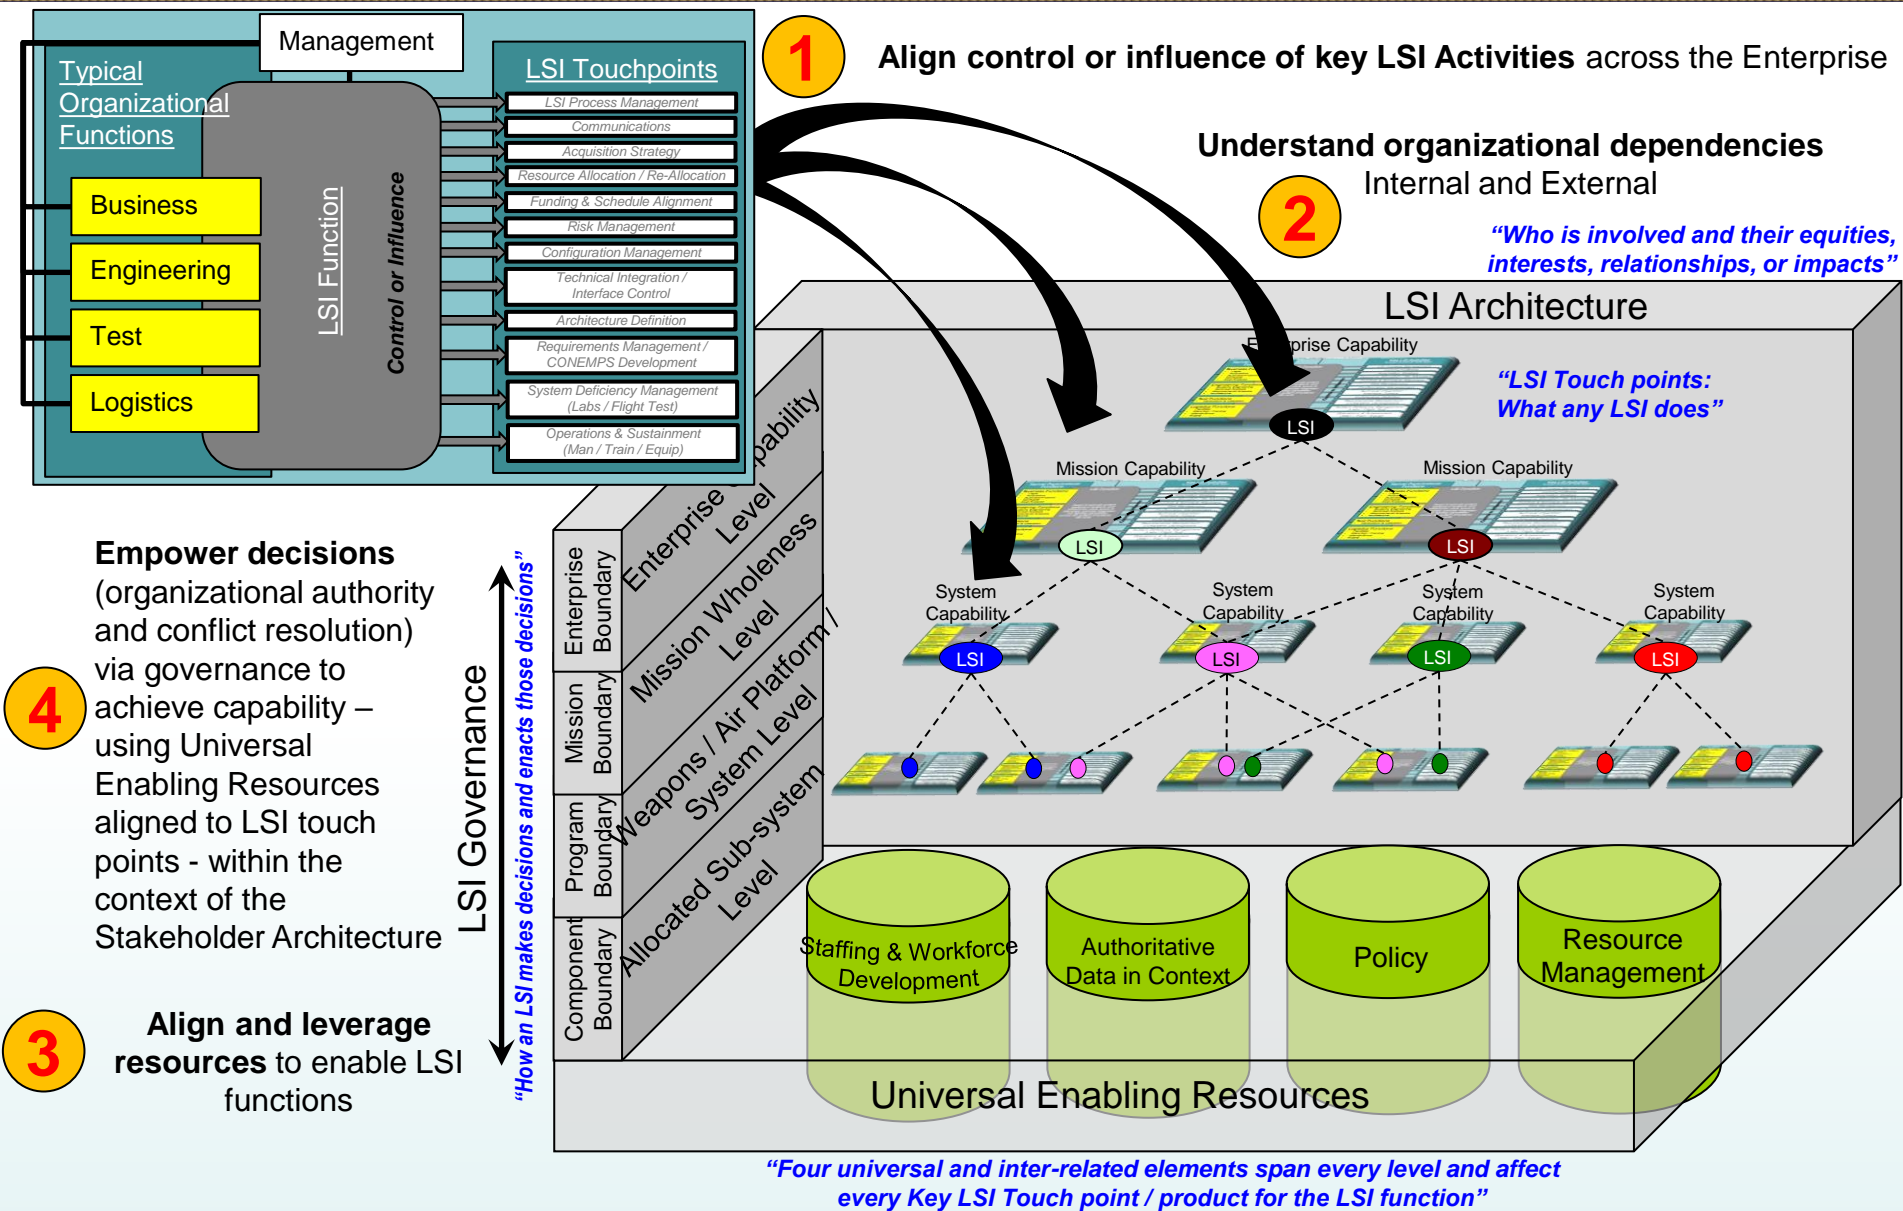 Management
Typical
Organizational
Functions
Business
Engineering
Test
Logistics
LSI Function
Control or Influence
LSI Touchpoints
LSI Process Management
Communications
Acquisition Strategy
Resource Allocation / Re-Allocation
Funding & Schedule Alignment
Risk Management
Configuration Management
Technical Integration /
Interface Control
Architecture Definition
Requirements Management /
CONEMPS Development
System Deficiency Management
(Labs / Flight Test)
Operations & Sustainment
(Man / Train / Equip)
1
Align control or influence of key LSI Activities across the Enterprise
Understand organizational dependencies
Internal and External
2
“Who is involved and their equities,
interests, relationships, or impacts”
LSI Architecture
Enterprise Capability
“LSI Touch points:
What any LSI does”
LSI
Mission Capability
Mission Capability
LSI
LSI
System
Capability
System
Capability
System
Capability
System
Capability
LSI
LSI
LSI
LSI
4
Empower decisions
(organizational authority
and conflict resolution)
via governance to
achieve capability –
using Universal
Enabling Resources
aligned to LSI touch
points - within the
context of the
Stakeholder Architecture
3
Align and leverage
resources to enable LSI
functions
LSI Governance
“How an LSI makes decisions and enacts those decisions”
Enterprise
Boundary
Mission
Boundary
Program
Boundary
Component
Boundary
Enterprise Capability
Level
Mission Wholeness
Level
Weapons / Air Platform /
System Level
Allocated Sub-system
Level
Staffing & Workforce
Development
Authoritative
Data in Context
Policy
Resource
Management
Universal Enabling Resources
“Four universal and inter-related elements span every level and affect
every Key LSI Touch point / product for the LSI function”